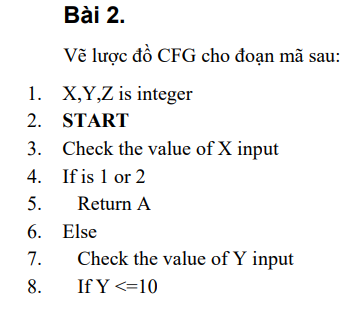 Bài 2.
Vẽ lược đồ CFG cho đoạn mã sau:
1. X,Y,Z is integer
2. START
3. Check the value of X input
4. If is 1 or 2
5. Return A
6. Else
7. Check the value of Y input
8. If Y <=10